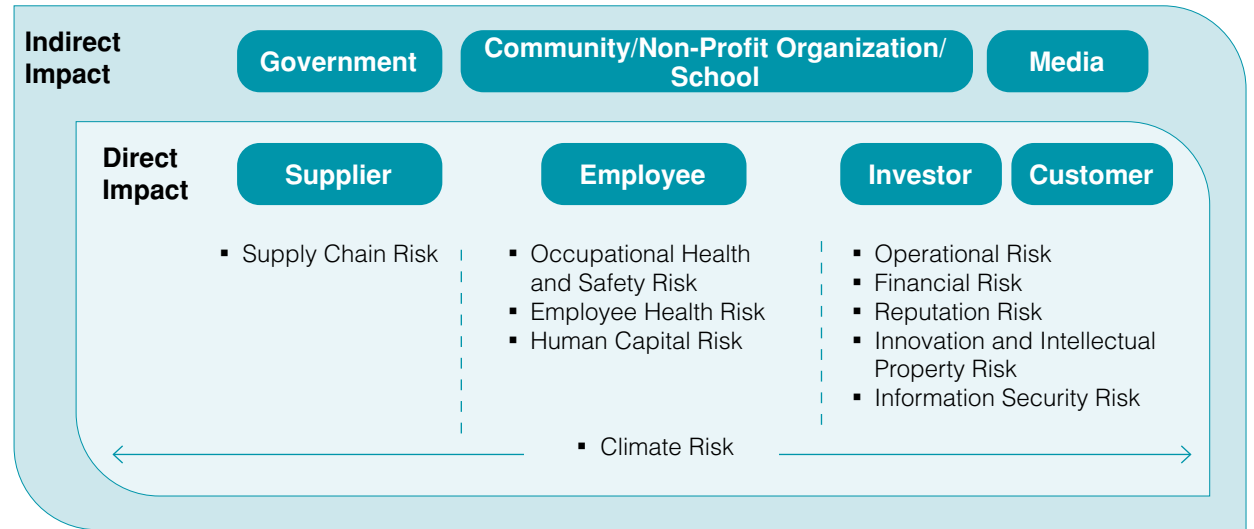 Indirect
Impact
Government
Community/Non-Profit Organization/
School
Media
Direct
Impact
Supplier
Employee
Investor
Customer
▪ Supply Chain Risk
▪ Occupational Health
and Safety Risk
▪ Employee Health Risk
▪ Human Capital Risk
▪ Operational Risk
▪ Financial Risk
▪ Reputation Risk
▪ Innovation and Intellectual
Property Risk
▪ Information Security Risk
▪ Climate Risk